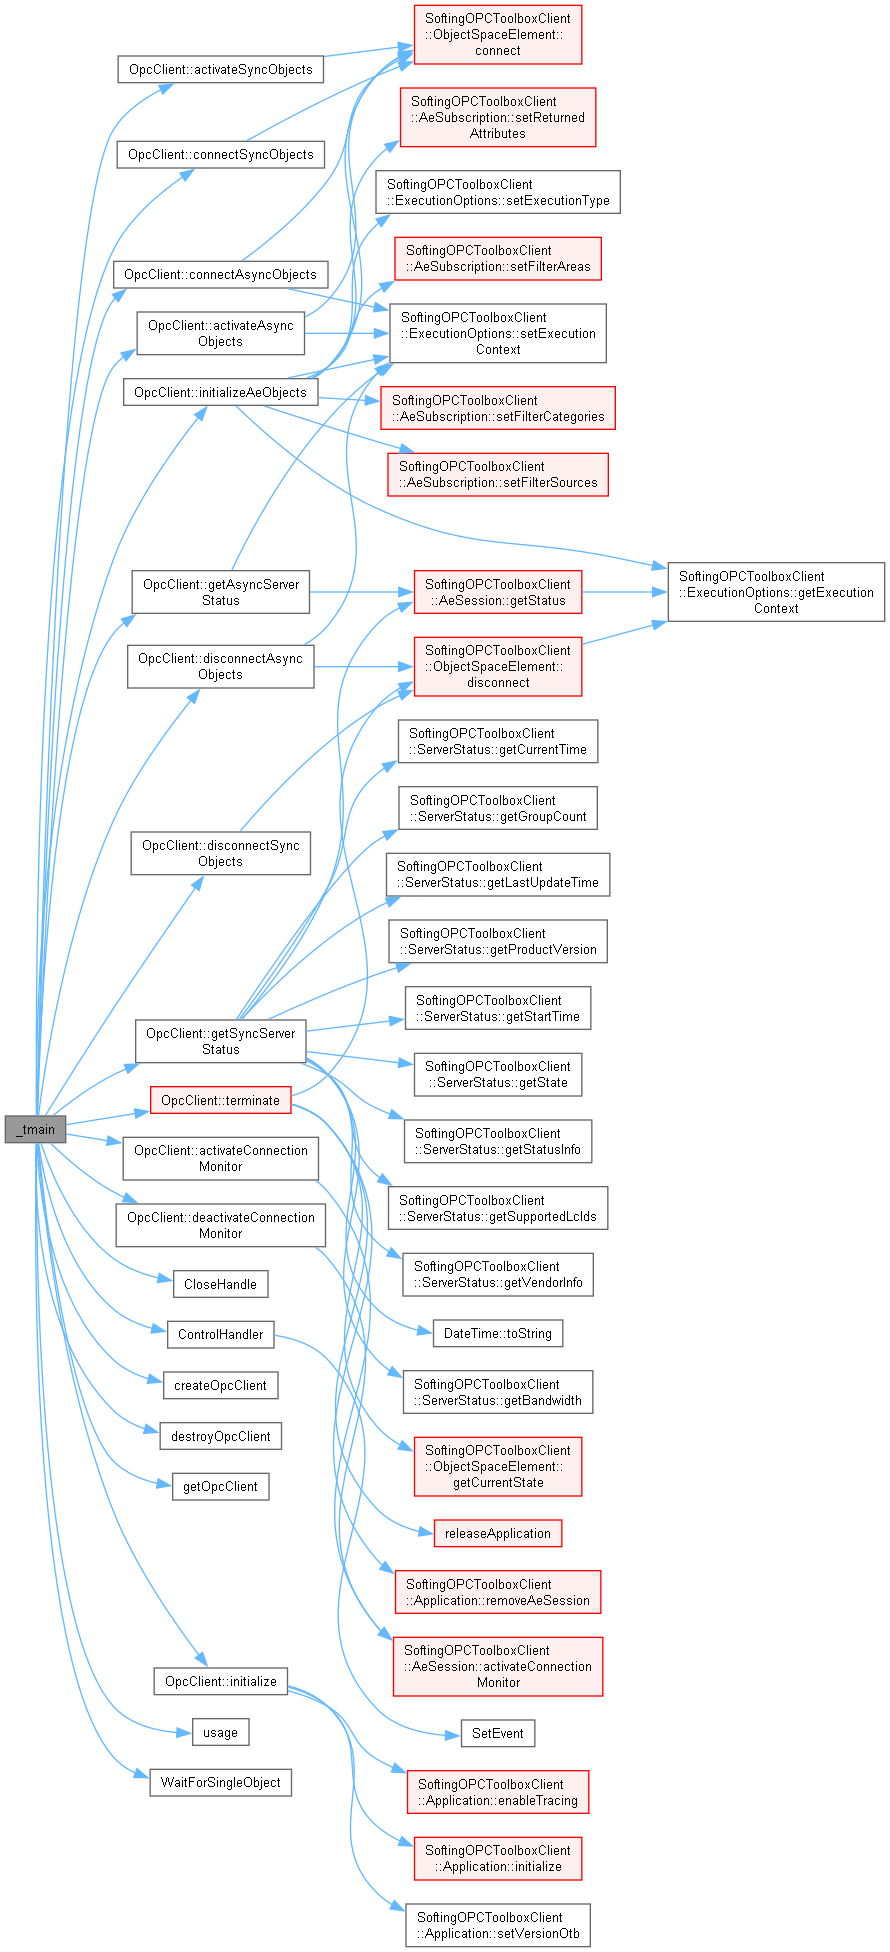 _tmain
OpcClient::activateSyncObjects
OpcClient::connectSyncObjects
OpcClient::connectAsyncObjects
OpcClient::activateAsync
Objects
OpcClient::initializeAeObjects
OpcClient::getAsyncServer
Status
OpcClient::disconnectAsync
Objects
OpcClient::disconnectSync
Objects
OpcClient::getSyncServer
Status
OpcClient::terminate
OpcClient::activateConnection
Monitor
OpcClient::deactivateConnection
Monitor
CloseHandle
ControlHandler
createOpcClient
destroyOpcClient
getOpcClient
OpcClient::initialize
usage
WaitForSingleObject
SoftingOPCToolboxClient
::ObjectSpaceElement::
connect
SoftingOPCToolboxClient
::AeSubscription::setReturned
Attributes
SoftingOPCToolboxClient
::ExecutionOptions::setExecutionType
SoftingOPCToolboxClient
::AeSubscription::setFilterAreas
SoftingOPCToolboxClient
::ExecutionOptions::setExecution
Context
SoftingOPCToolboxClient
::AeSubscription::setFilterCategories
SoftingOPCToolboxClient
::AeSubscription::setFilterSources
SoftingOPCToolboxClient
::AeSession::getStatus
SoftingOPCToolboxClient
::ObjectSpaceElement::
disconnect
SoftingOPCToolboxClient
::ServerStatus::getCurrentTime
SoftingOPCToolboxClient
::ServerStatus::getGroupCount
SoftingOPCToolboxClient
::ServerStatus::getLastUpdateTime
SoftingOPCToolboxClient
::ServerStatus::getProductVersion
SoftingOPCToolboxClient
::ServerStatus::getStartTime
SoftingOPCToolboxClient
::ServerStatus::getState
SoftingOPCToolboxClient
::ServerStatus::getStatusInfo
SoftingOPCToolboxClient
::ServerStatus::getSupportedLcIds
SoftingOPCToolboxClient
::ServerStatus::getVendorInfo
DateTime::toString
SoftingOPCToolboxClient
::ServerStatus::getBandwidth
SoftingOPCToolboxClient
::ObjectSpaceElement::
getCurrentState
releaseApplication
SoftingOPCToolboxClient
::Application::removeAeSession
SoftingOPCToolboxClient
::AeSession::activateConnection
Monitor
SetEvent
SoftingOPCToolboxClient
::Application::enableTracing
SoftingOPCToolboxClient
::Application::initialize
SoftingOPCToolboxClient
::Application::setVersionOtb
SoftingOPCToolboxClient
::ExecutionOptions::getExecution
Context